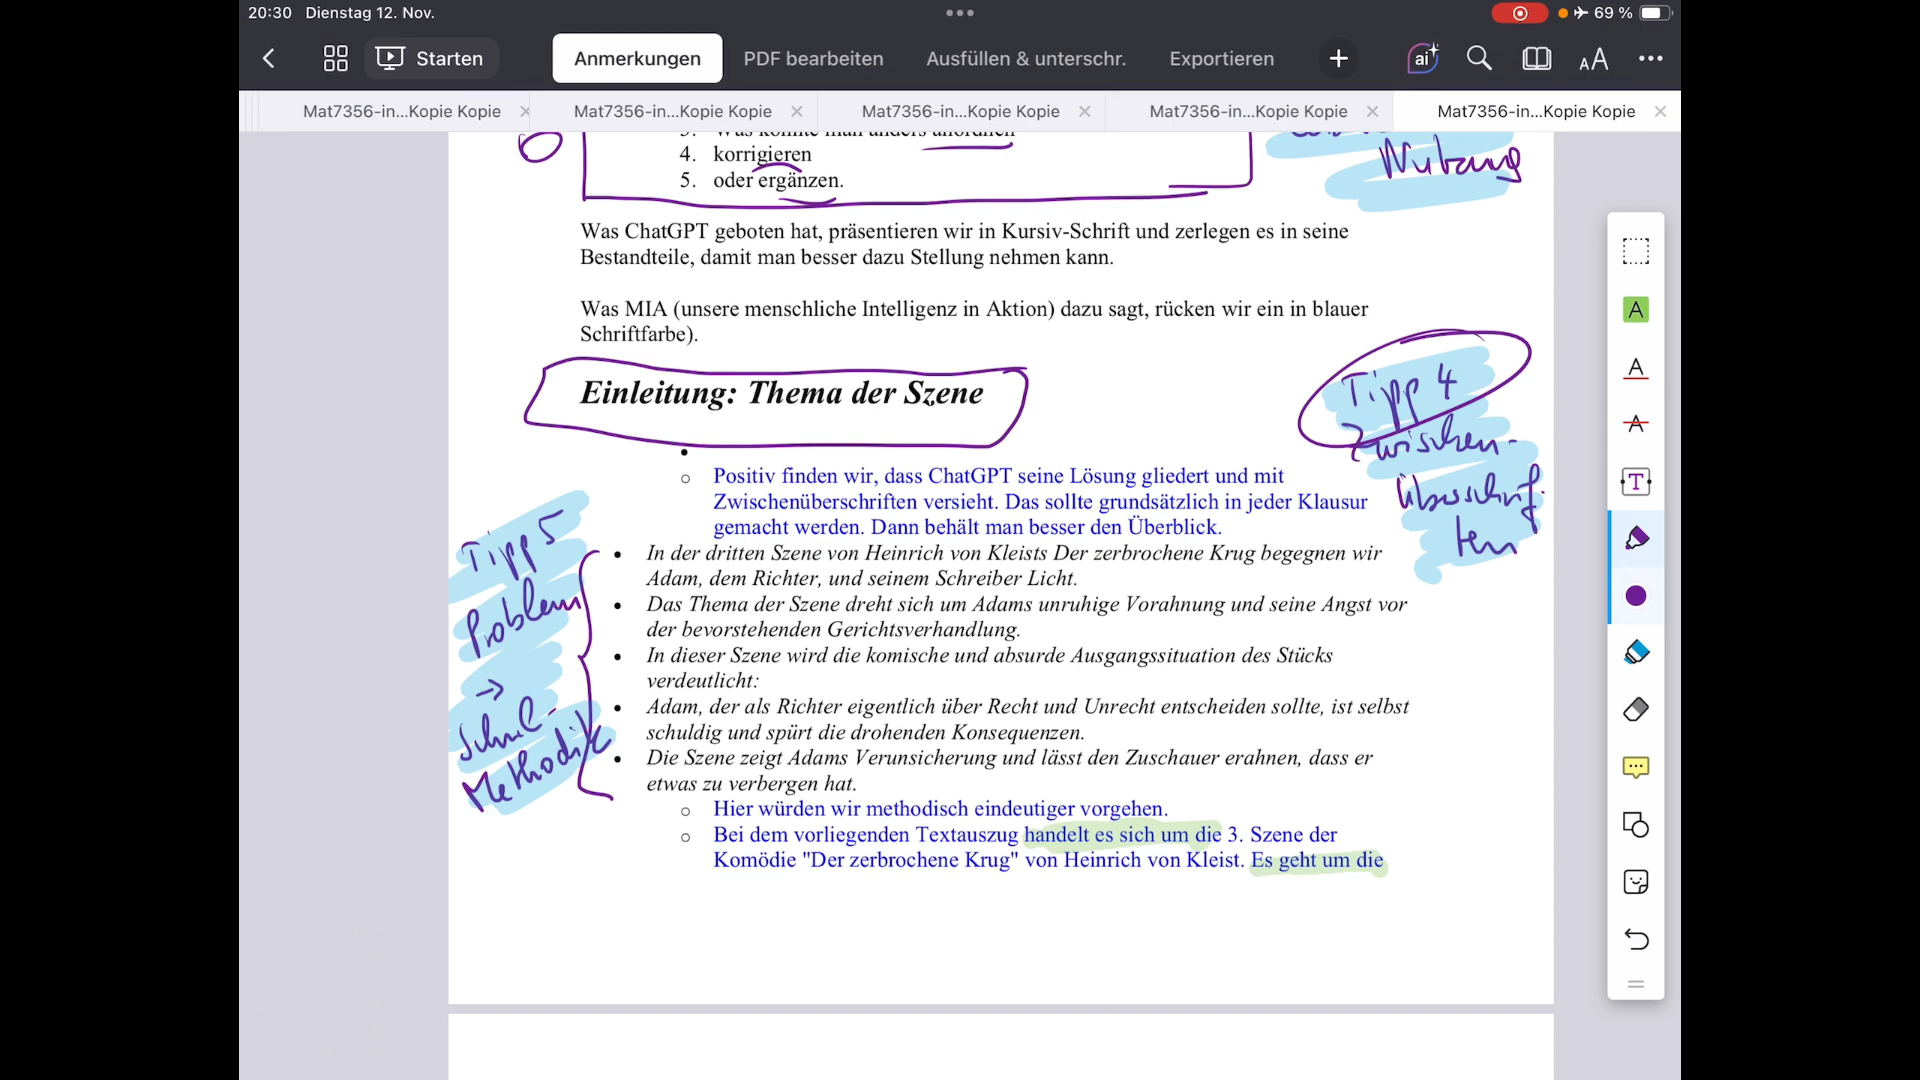 20:30 Dienstag 12. Nov.
69 %
Starten
Anmerkungen
PDF bearbeiten
Ausfüllen & unterschr.
Exportieren
ai
AA
Mat7356-in...Kopie Kopie
Mat7356-in...Kopie Kopie
Mat7356-in...Kopie Kopie
Mat7356-in...Kopie Kopie
Mat7356-in...Kopie Kopie
3. Was könnte man anders anordnen
4. korrigieren
5. oder ergänzen.
Nutzung
Was ChatGPT geboten hat, präsentieren wir in Kursiv-Schrift und zerlegen es in seine
Bestandteile, damit man besser dazu Stellung nehmen kann.
Was MIA (unsere menschliche Intelligenz in Aktion) dazu sagt, rücken wir ein in blauer
Schriftfarbe).
Einleitung: Thema der Szene
Tipp 4
Zwischen-
überschrif-
ten
Positiv finden wir, dass ChatGPT seine Lösung gliedert und mit
Zwischenüberschriften versieht. Das sollte grundsätzlich in jeder Klausur
gemacht werden. Dann behält man besser den Überblick.
Tipp 5
Problem
→
Schul-
Methodik
In der dritten Szene von Heinrich von Kleists Der zerbrochene Krug begegnen wir
Adam, dem Richter, und seinem Schreiber Licht.
Das Thema der Szene dreht sich um Adams unruhige Vorahnung und seine Angst vor
der bevorstehenden Gerichtsverhandlung.
In dieser Szene wird die komische und absurde Ausgangssituation des Stücks
verdeutlicht:
Adam, der als Richter eigentlich über Recht und Unrecht entscheiden sollte, ist selbst
schuldig und spürt die drohenden Konsequenzen.
Die Szene zeigt Adams Verunsicherung und lässt den Zuschauer erahnen, dass er
etwas zu verbergen hat.
Hier würden wir methodisch eindeutiger vorgehen.
Bei dem vorliegenden Textauszug handelt es sich um die 3. Szene der
Komödie "Der zerbrochene Krug" von Heinrich von Kleist. Es geht um die